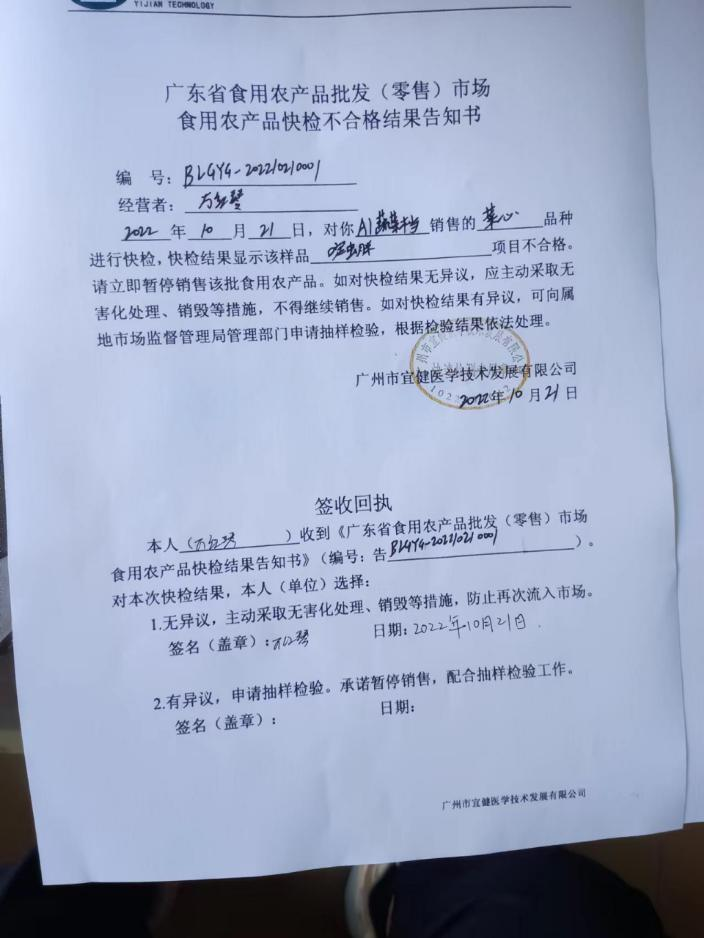 YIJIAN TECHNOLOGY
广东省食用农产品批发（零售）市场
食用农产品快检不合格结果告知书
编 号：BLGY4-202210210001
经营者：万红琴
2022 年 10 月 21 日，对你 A1蔬菜档 销售的 菜心 品种
进行快检，快检结果显示该样品 啶虫脒 项目不合格。
请立即暂停销售该批食用农产品。如对快检结果无异议，应主动采取无
害化处理、销毁等措施，不得继续销售。如对快检结果有异议，可向属
地市场监督管理局管理部门申请抽样检验，根据检验结果依法处理。
广州市宜健医学技术发展有限公司
2022年10月21日
签收回执
本人（万红琴）收到《广东省食用农产品批发（零售）市场
食用农产品快检结果告知书》（编号：告BLGY4-202210210001）。
对本次快检结果，本人（单位）选择：
1.无异议，主动采取无害化处理、销毁等措施，防止再次流入市场。
签名（盖章）：万红琴 日期：2022年10月21日.
2.有异议，申请抽样检验。承诺暂停销售，配合抽样检验工作。
签名（盖章）： 日期：
广州市宜健医学技术发展有限公司